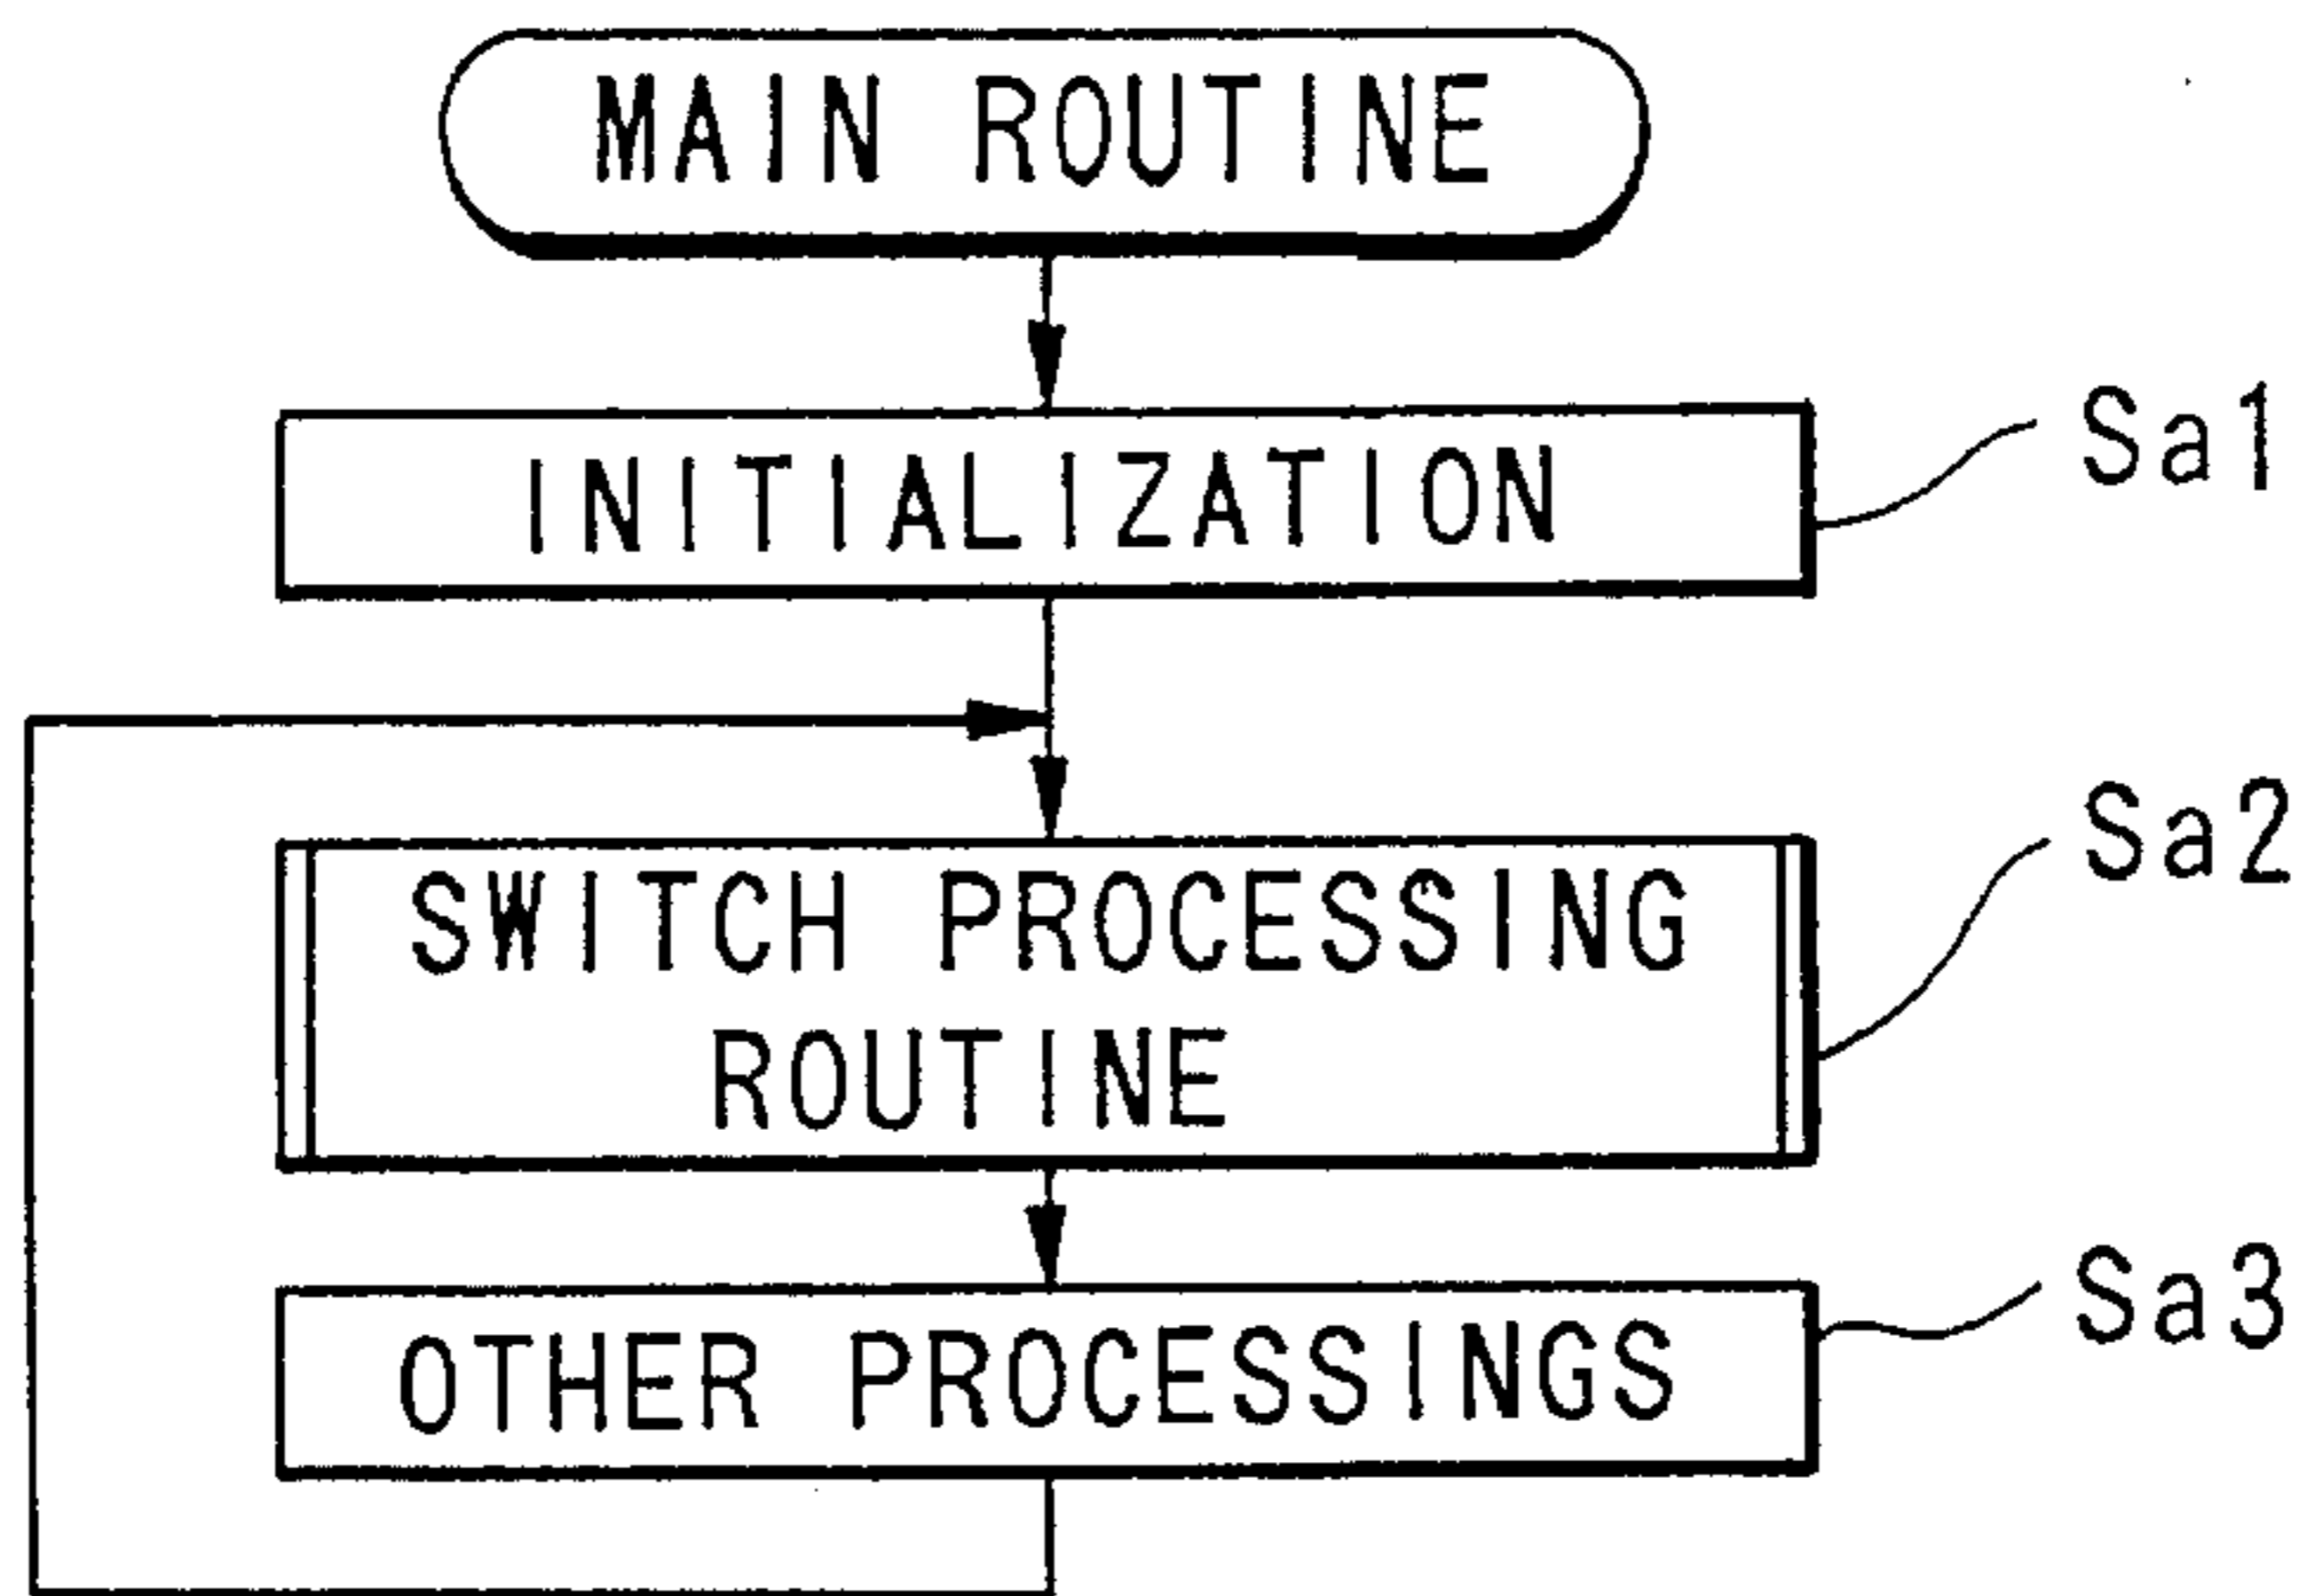 MAIN ROUTINE
INITIALIZATION
Sa1
SWITCH PROCESSING
ROUTINE
Sa2
OTHER PROCESSINGS
Sa3